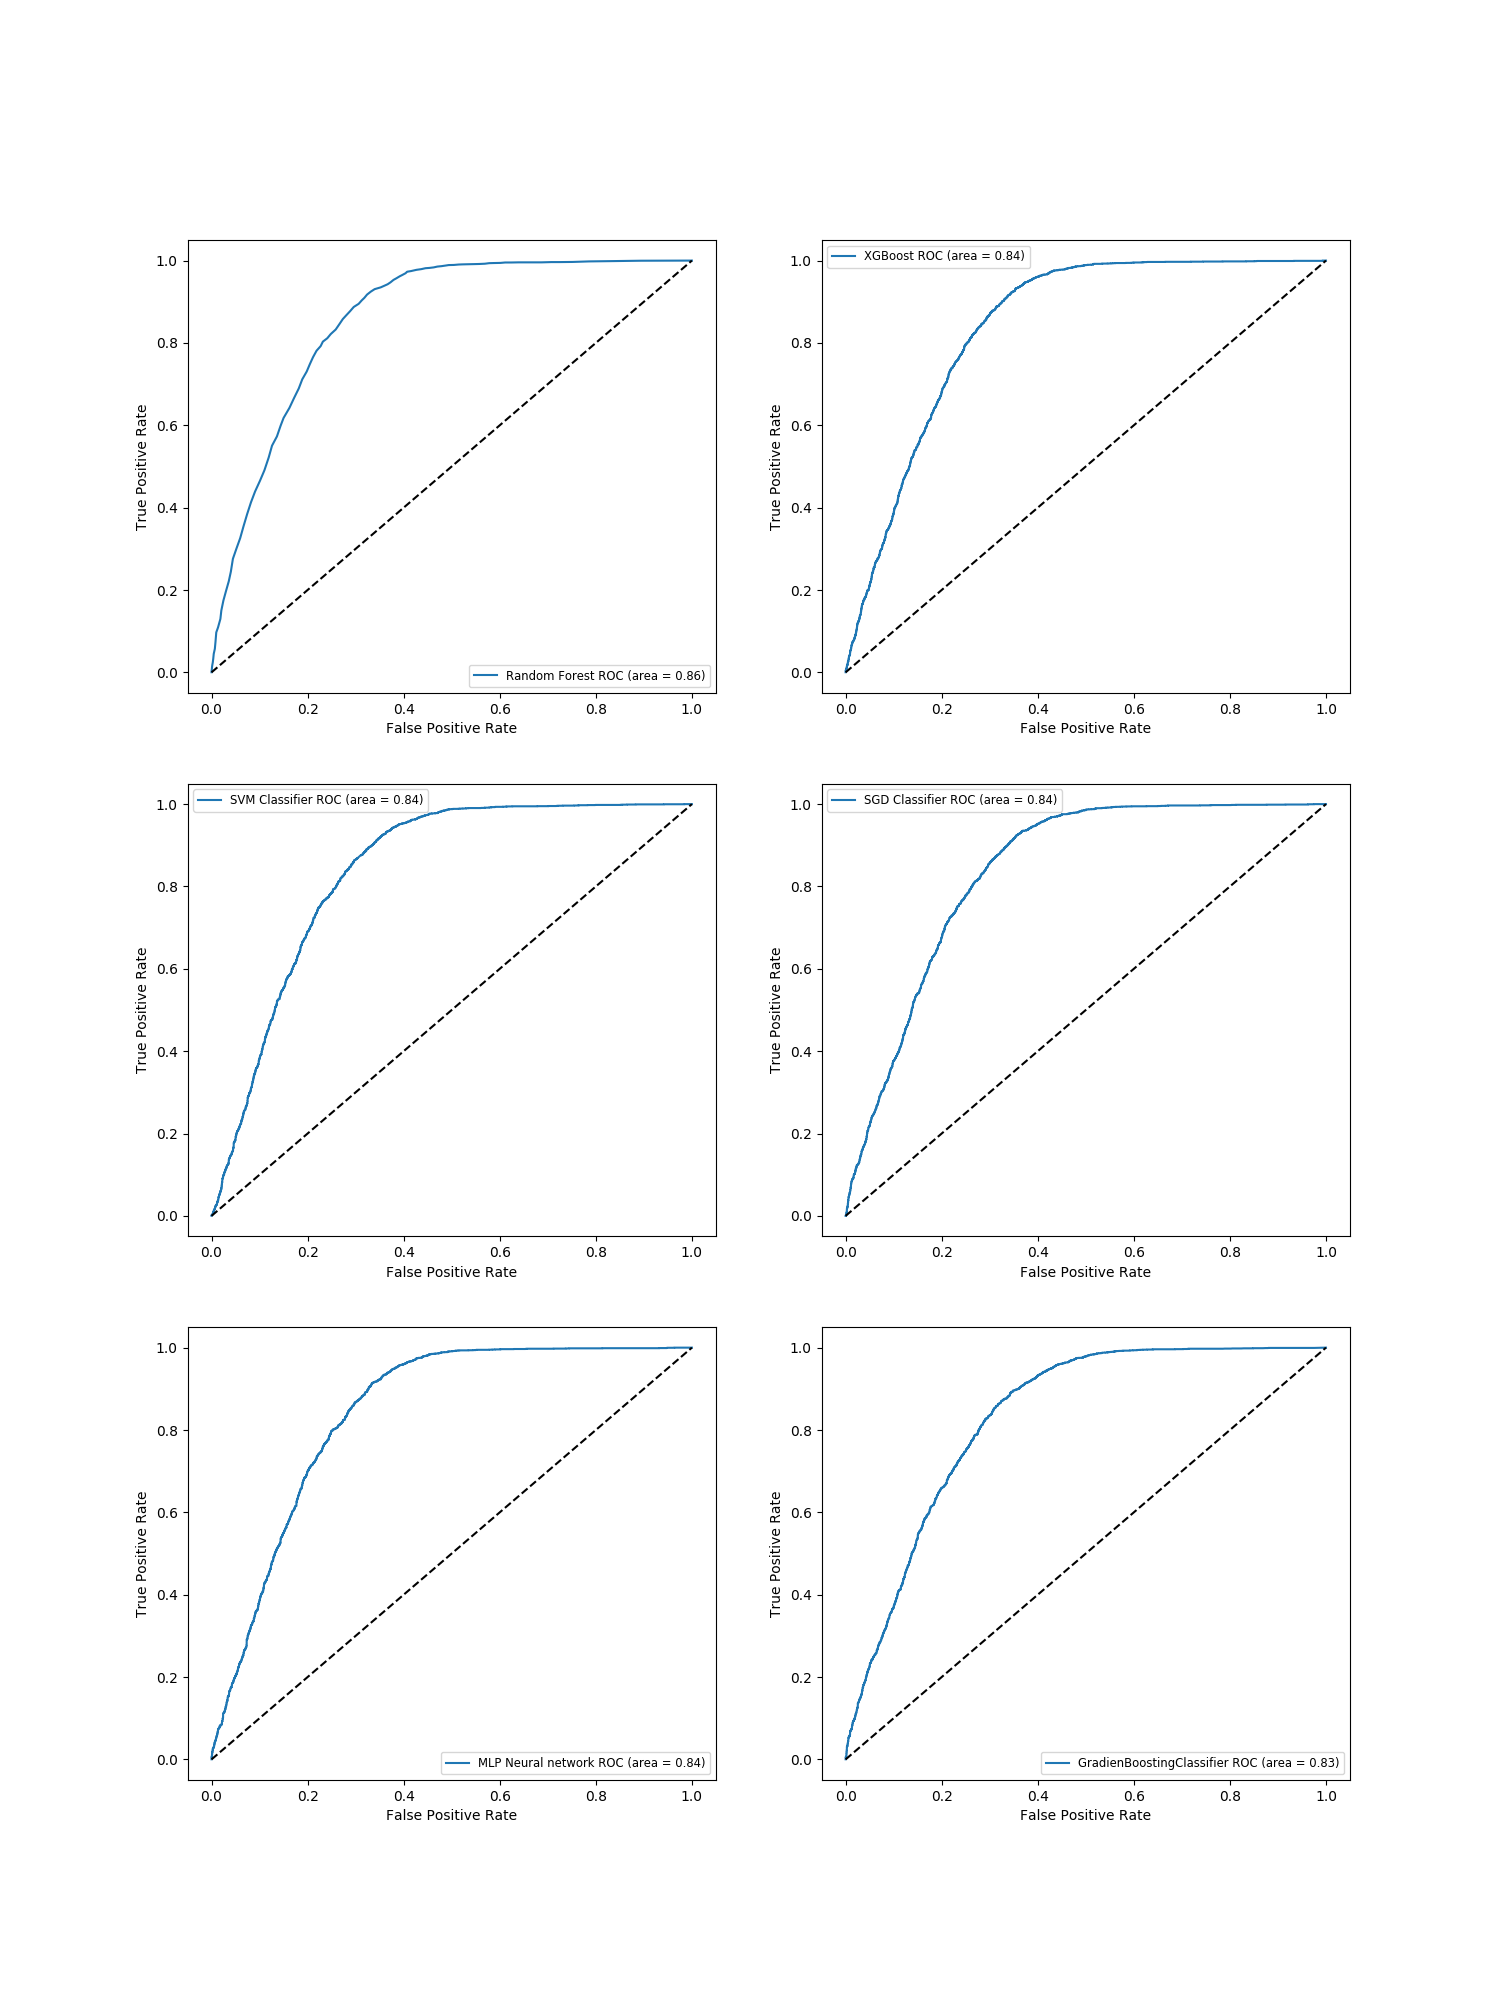 1.0
0.8
0.6
0.4
0.2
0.0
True Positive Rate
Random Forest ROC (area = 0.86)
0.0 0.2 0.4 0.6 0.8 1.0
False Positive Rate
XGBoost ROC (area = 0.84)
1.0
0.8
0.6
0.4
0.2
0.0
True Positive Rate
0.0 0.2 0.4 0.6 0.8 1.0
False Positive Rate
SVM Classifier ROC (area = 0.84)
1.0
0.8
0.6
0.4
0.2
0.0
True Positive Rate
0.0 0.2 0.4 0.6 0.8 1.0
False Positive Rate
SGD Classifier ROC (area = 0.84)
1.0
0.8
0.6
0.4
0.2
0.0
True Positive Rate
0.0 0.2 0.4 0.6 0.8 1.0
False Positive Rate
1.0
0.8
0.6
0.4
0.2
0.0
True Positive Rate
MLP Neural network ROC (area = 0.84)
0.0 0.2 0.4 0.6 0.8 1.0
False Positive Rate
1.0
0.8
0.6
0.4
0.2
0.0
True Positive Rate
GradienBoostingClassifier ROC (area = 0.83)
0.0 0.2 0.4 0.6 0.8 1.0
False Positive Rate